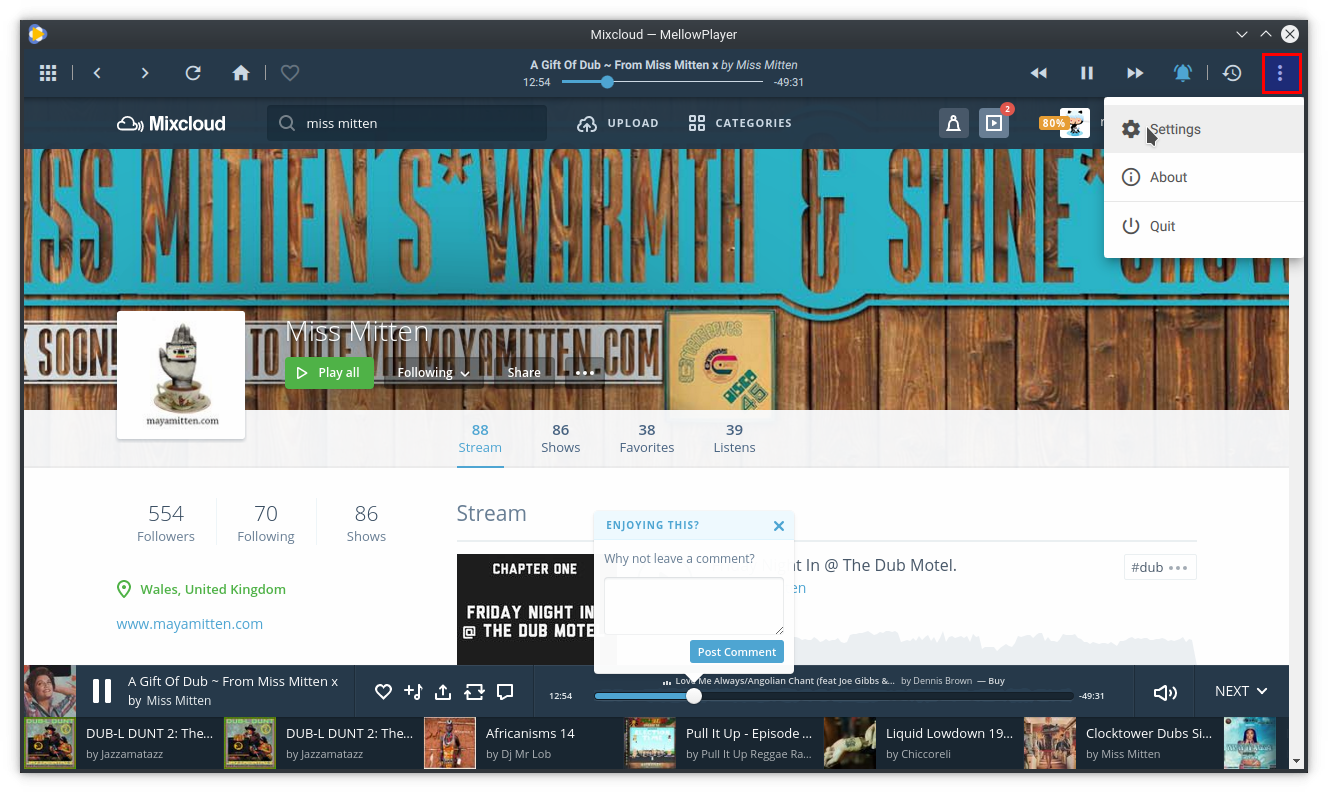 Mixcloud — MellowPlayer
A Gift Of Dub ~ From Miss Mitten x by Miss Mitten
12:54
-49:31
Mixcloud
miss mitten
UPLOAD
CATEGORIES
2
80%
Settings
About
Quit
ISS MITTEN'S*WARMTH & SHINE*SHOW
Miss Mitten
SOON!
TO
MAYAMITTEN.COM
DISCO
45
Play all
Following
Share
mayamitten.com
88
Stream
86
Shows
38
Favorites
39
Listens
554
Followers
70
Following
86
Shows
Wales, United Kingdom
www.mayamitten.com
Stream
ENJOYING THIS?
Why not leave a comment?
Post Comment
CHAPTER ONE
FRIDAY NIGHT IN
@ THE DUB MOTE
t In @ The Dub Motel.
en
#dub
A Gift Of Dub ~ From Miss Mitten x
by Miss Mitten
12:54
Love Me Always/Angolian Chant (feat Joe Gibbs &... by Dennis Brown — Buy
-49:31
NEXT
DUB-L DUNT 2: The...
by Jazzamatazz
DUB-L DUNT 2: The...
by Jazzamatazz
Africanisms 14
by Dj Mr Lob
Pull It Up - Episode ...
by Pull It Up Reggae Ra...
Liquid Lowdown 19...
by Chiccoreli
Clocktower Dubs Si...
by Miss Mitten